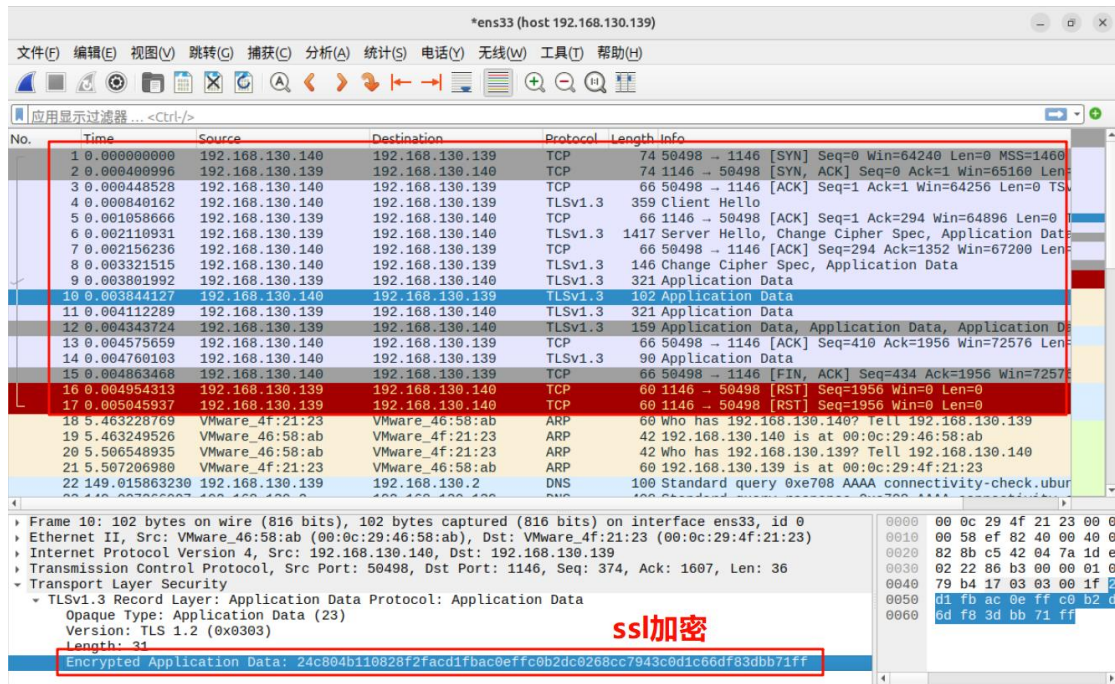 *ens33 (host 192.168.130.139)
文件(F) 编辑(E) 视图(V) 跳转(G) 捕获(C) 分析(A) 统计(S) 电话(Y) 无线(W) 工具(T) 帮助(H)
应用显示过滤器 … <Ctrl-/>
No. Time Source Destination Protocol Length Info
1 0.000000000 192.168.130.140 192.168.130.139 TCP 74 50498 → 1146 [SYN] Seq=0 Win=64240 Len=0 MSS=1460
2 0.000400996 192.168.130.139 192.168.130.140 TCP 74 1146 → 50498 [SYN, ACK] Seq=0 Ack=1 Win=65160 Len=
3 0.000448528 192.168.130.140 192.168.130.139 TCP 66 50498 → 1146 [ACK] Seq=1 Ack=1 Win=64256 Len=0 TSv
4 0.000840162 192.168.130.140 192.168.130.139 TLSv1.3 359 Client Hello
5 0.001058666 192.168.130.139 192.168.130.140 TCP 66 1146 → 50498 [ACK] Seq=1 Ack=294 Win=64896 Len=0
6 0.002110931 192.168.130.139 192.168.130.140 TLSv1.3 1417 Server Hello, Change Cipher Spec, Application Data
7 0.002156236 192.168.130.140 192.168.130.139 TCP 66 50498 → 1146 [ACK] Seq=294 Ack=1352 Win=67200 Len=
8 0.003321515 192.168.130.140 192.168.130.139 TLSv1.3 146 Change Cipher Spec, Application Data
9 0.003801992 192.168.130.139 192.168.130.140 TLSv1.3 321 Application Data
10 0.003844127 192.168.130.140 192.168.130.139 TLSv1.3 102 Application Data
11 0.004112289 192.168.130.139 192.168.130.140 TLSv1.3 321 Application Data
12 0.004343724 192.168.130.139 192.168.130.140 TLSv1.3 159 Application Data, Application Data, Application D
13 0.004575659 192.168.130.140 192.168.130.139 TCP 66 50498 → 1146 [ACK] Seq=410 Ack=1956 Win=72576 Len=
14 0.004760103 192.168.130.140 192.168.130.139 TLSv1.3 90 Application Data
15 0.004863468 192.168.130.140 192.168.130.139 TCP 66 50498 → 1146 [FIN, ACK] Seq=434 Ack=1956 Win=7257
16 0.004954313 192.168.130.139 192.168.130.140 TCP 60 1146 → 50498 [RST] Seq=1956 Win=0 Len=0
17 0.005045937 192.168.130.139 192.168.130.140 TCP 60 1146 → 50498 [RST] Seq=1956 Win=0 Len=0
18 5.463228769 VMware_4f:21:23 VMware_46:58:ab ARP 60 Who has 192.168.130.140? Tell 192.168.130.139
19 5.463249526 VMware_46:58:ab VMware_4f:21:23 ARP 42 192.168.130.140 is at 00:0c:29:46:58:ab
20 5.506548935 VMware_46:58:ab VMware_4f:21:23 ARP 42 Who has 192.168.130.139? Tell 192.168.130.140
21 5.507206980 VMware_4f:21:23 VMware_46:58:ab ARP 60 192.168.130.139 is at 00:0c:29:4f:21:23
22 149.015863230 192.168.130.139 192.168.130.2 DNS 100 Standard query 0xe708 AAAA connectivity-check.ubun
Frame 10: 102 bytes on wire (816 bits), 102 bytes captured (816 bits) on interface ens33, id 0
Ethernet II, Src: VMware_46:58:ab (00:0c:29:46:58:ab), Dst: VMware_4f:21:23 (00:0c:29:4f:21:23)
Internet Protocol Version 4, Src: 192.168.130.140, Dst: 192.168.130.139
Transmission Control Protocol, Src Port: 50498, Dst Port: 1146, Seq: 374, Ack: 1607, Len: 36
Transport Layer Security
TLSv1.3 Record Layer: Application Data Protocol: Application Data
Opaque Type: Application Data (23)
Version: TLS 1.2 (0x0303)
Length: 31
Encrypted Application Data: 24c804b110828f2facd1fbac0effc0b2dc0268cc7943c0d1c66df83dbb71ff
ssl加密
0000 00 0c 29 4f 21 23 00 0
0010 00 58 ef 82 40 00 40 0
0020 82 8b c5 42 04 7a 1d e
0030 02 22 86 b3 00 00 01 0
0040 79 b4 17 03 03 00 1f 2
0050 d1 fb ac 0e ff c0 b2 d
0060 6d f8 3d bb 71 ff